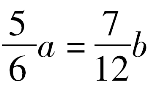 5/6 a = 7/12 b